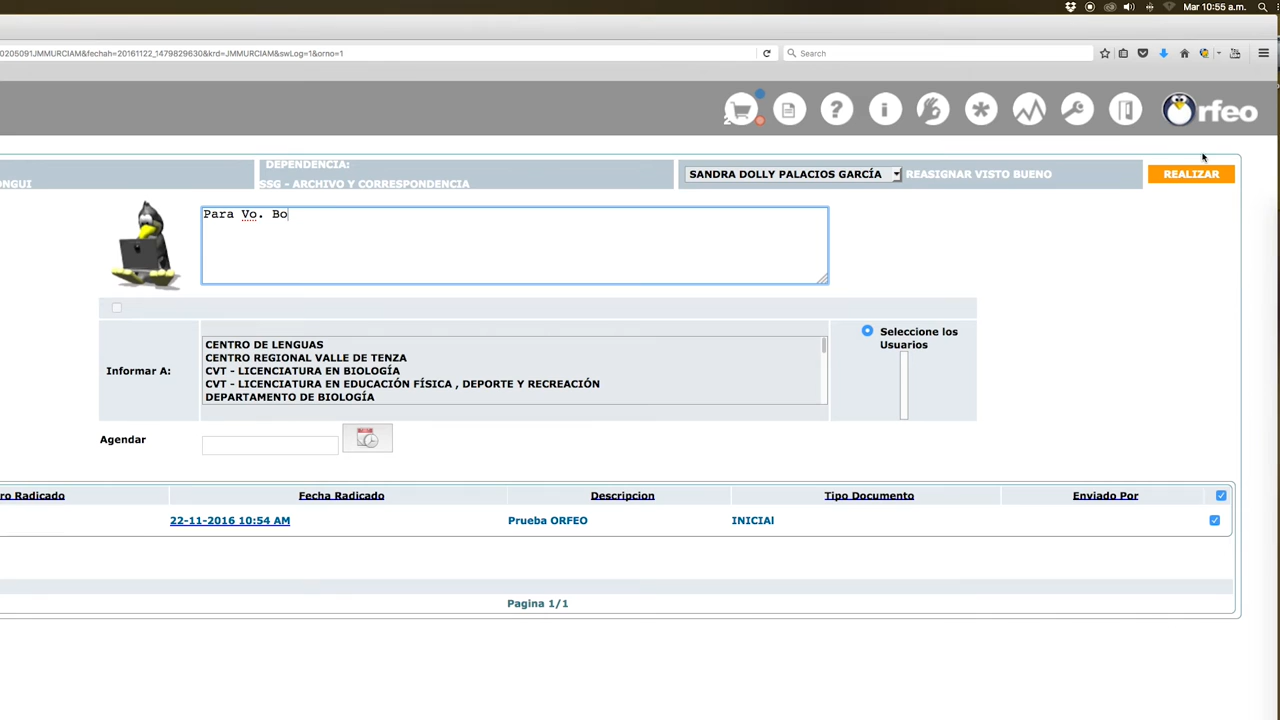 Mar 10:55 a.m.
0205091JMMURCIAM&fechah=20161122_1479829630&krd=JMMURCIAM&swLog=1&orno=1
Search
rfeo
DEPENDENCIA:
ONGUI
SSG - ARCHIVO Y CORRESPONDENCIA
SANDRA DOLLY PALACIOS GARCÍA
REASIGNAR VISTO BUENO
REALIZAR
Para Vo. Bo
Informar A:
CENTRO DE LENGUAS
CENTRO REGIONAL VALLE DE TENZA
CVT - LICENCIATURA EN BIOLOGÍA
CVT - LICENCIATURA EN EDUCACIÓN FÍSICA , DEPORTE Y RECREACIÓN
DEPARTAMENTO DE BIOLOGÍA
Seleccione los
Usuarios
Agendar
ro Radicado
Fecha Radicado
Descripcion
Tipo Documento
Enviado Por
22-11-2016 10:54 AM
Prueba ORFEO
INICIAl
Pagina 1/1